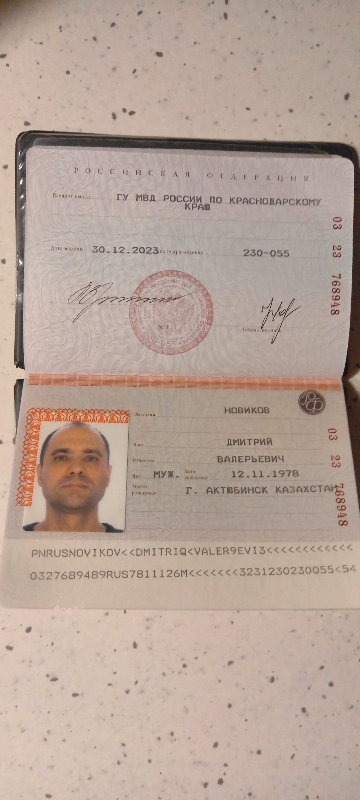 РОССИЙСКАЯ ФЕДЕРАЦИЯ
ГУ МВД РОССИИ ПО КРАСНОДАРСКОМУ
КРАЮ
Дата выдачи 30.12.2023 Код подразделения 230-055
03 23 768948
Фамилия НОВИКОВ
Имя ДМИТРИЙ
Отчество ВАЛЕРЬЕВИЧ
Пол МУЖ. Дата рождения 12.11.1978
Место рождения Г. АКТЮБИНСК КАЗАХСТАН
03 23 768948
PNRUSNOVIKOV<<DMITRIQ<VALER9EVI3<<<<<<<<<<<<
0327689489RUS7811126M<<<<<<<3231230230055<54